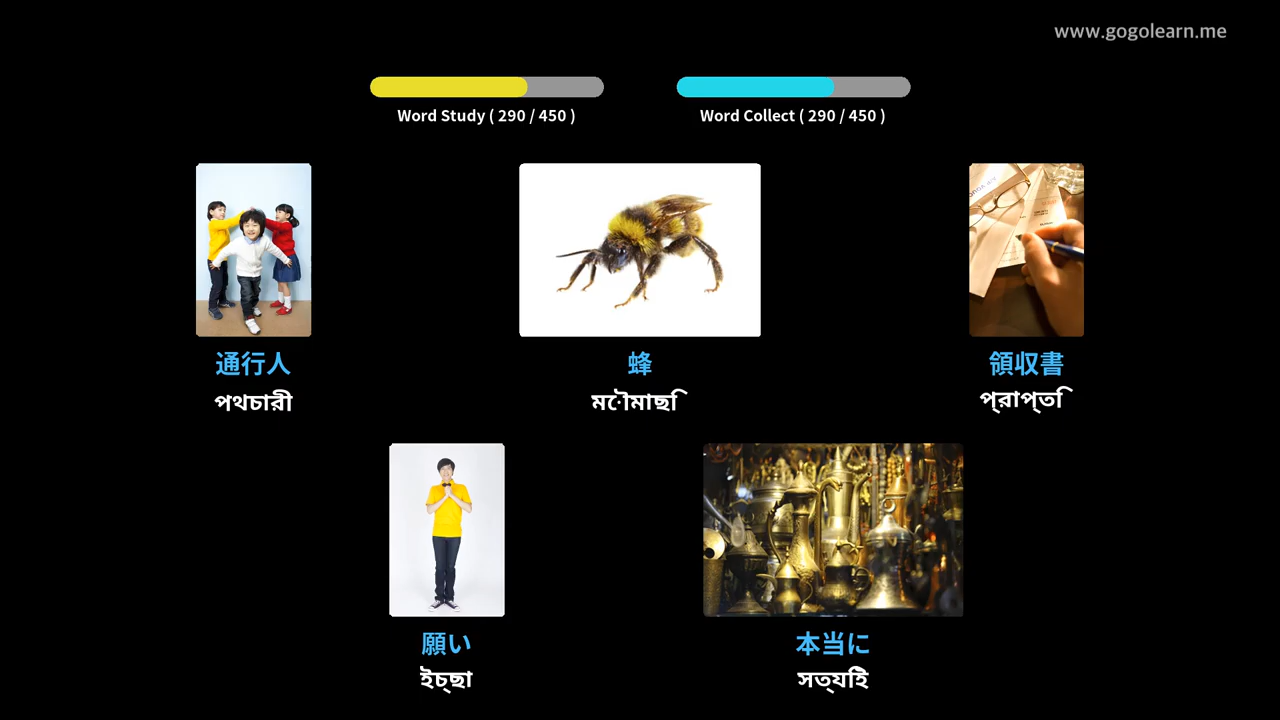 www.gogolearn.me
Word Study ( 290 / 450 )
Word Collect ( 290 / 450 )
通行人
পথচারী
蜂
মৌমাছি
領収書
প্রাপ্তি
願い
ইচ্ছা
本当に
সত্যিই